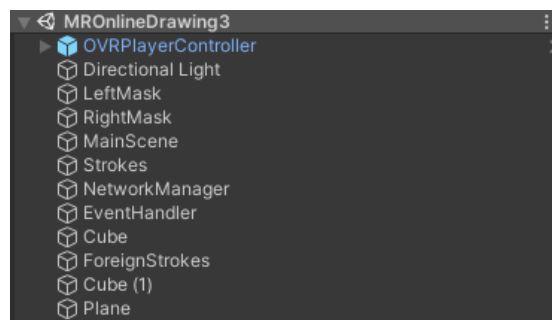 MROnlineDrawing3
OVRPlayerController
Directional Light
LeftMask
RightMask
MainScene
Strokes
NetworkManager
EventHandler
Cube
ForeignStrokes
Cube (1)
Plane